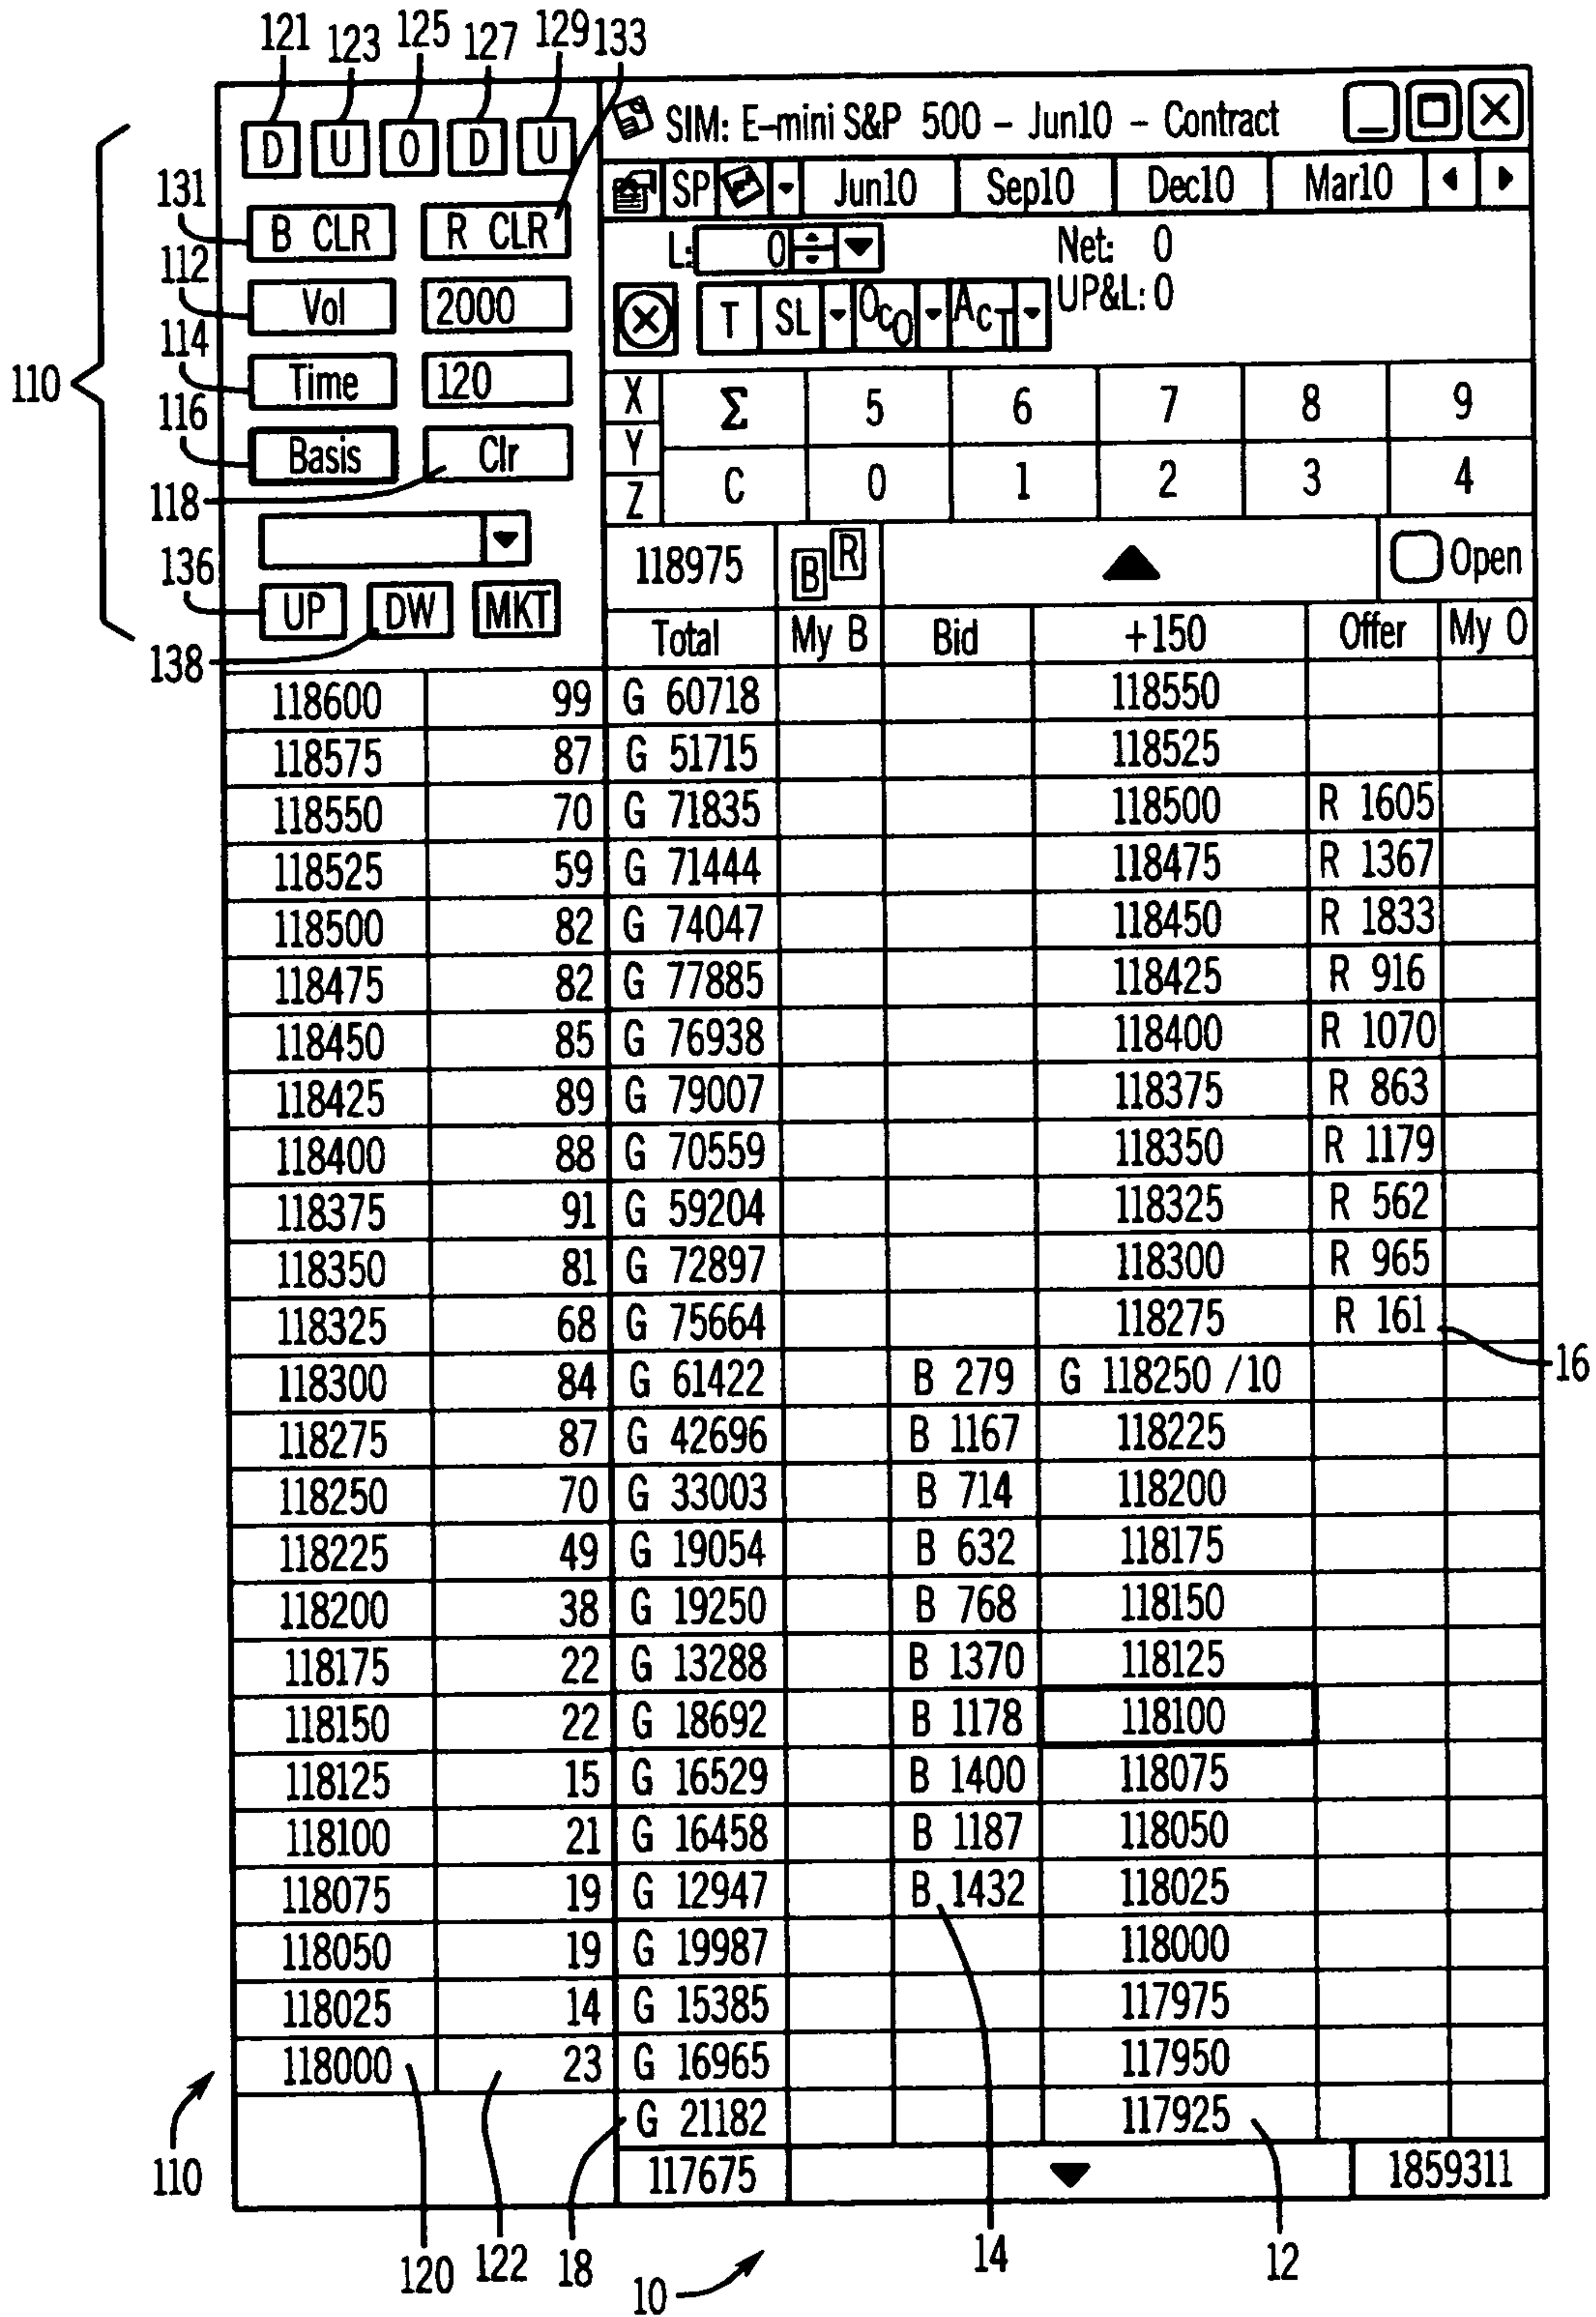 121 123 125 127 129 133
D U O D U
SIM: E-mini S&P 500 - Jun10 - Contract
131
B CLR R CLR
SP Jun10 Sep10 Dec10 Mar10
112
Vol 2000
L: 0 Net: 0
UP&L: 0
T SL OCO ACT
114
110
Time 120
116
Basis Clr
118
X Σ 5 6 7 8 9
Y
Z C 0 1 2 3 4
118975 B R Open
136
UP DW MKT
138
Total My B Bid +150 Offer My O
118600 99 G 60718 118550
118575 87 G 51715 118525
118550 70 G 71835 118500 R 1605
118525 59 G 71444 118475 R 1367
118500 82 G 74047 118450 R 1833
118475 82 G 77885 118425 R 916
118450 85 G 76938 118400 R 1070
118425 89 G 79007 118375 R 863
118400 88 G 70559 118350 R 1179
118375 91 G 59204 118325 R 562
118350 81 G 72897 118300 R 965
118325 68 G 75664 118275 R 161
16
118300 84 G 61422 B 279 G 118250 /10
118275 87 G 42696 B 1167 118225
118250 70 G 33003 B 714 118200
118225 49 G 19054 B 632 118175
118200 38 G 19250 B 768 118150
118175 22 G 13288 B 1370 118125
118150 22 G 18692 B 1178 118100
118125 15 G 16529 B 1400 118075
118100 21 G 16458 B 1187 118050
118075 19 G 12947 B 1432 118025
118050 19 G 19987 118000
118025 14 G 15385 117975
118000 23 G 16965 117950
G 21182 117925
110
117675 1859311
120 122 18 10 14 12